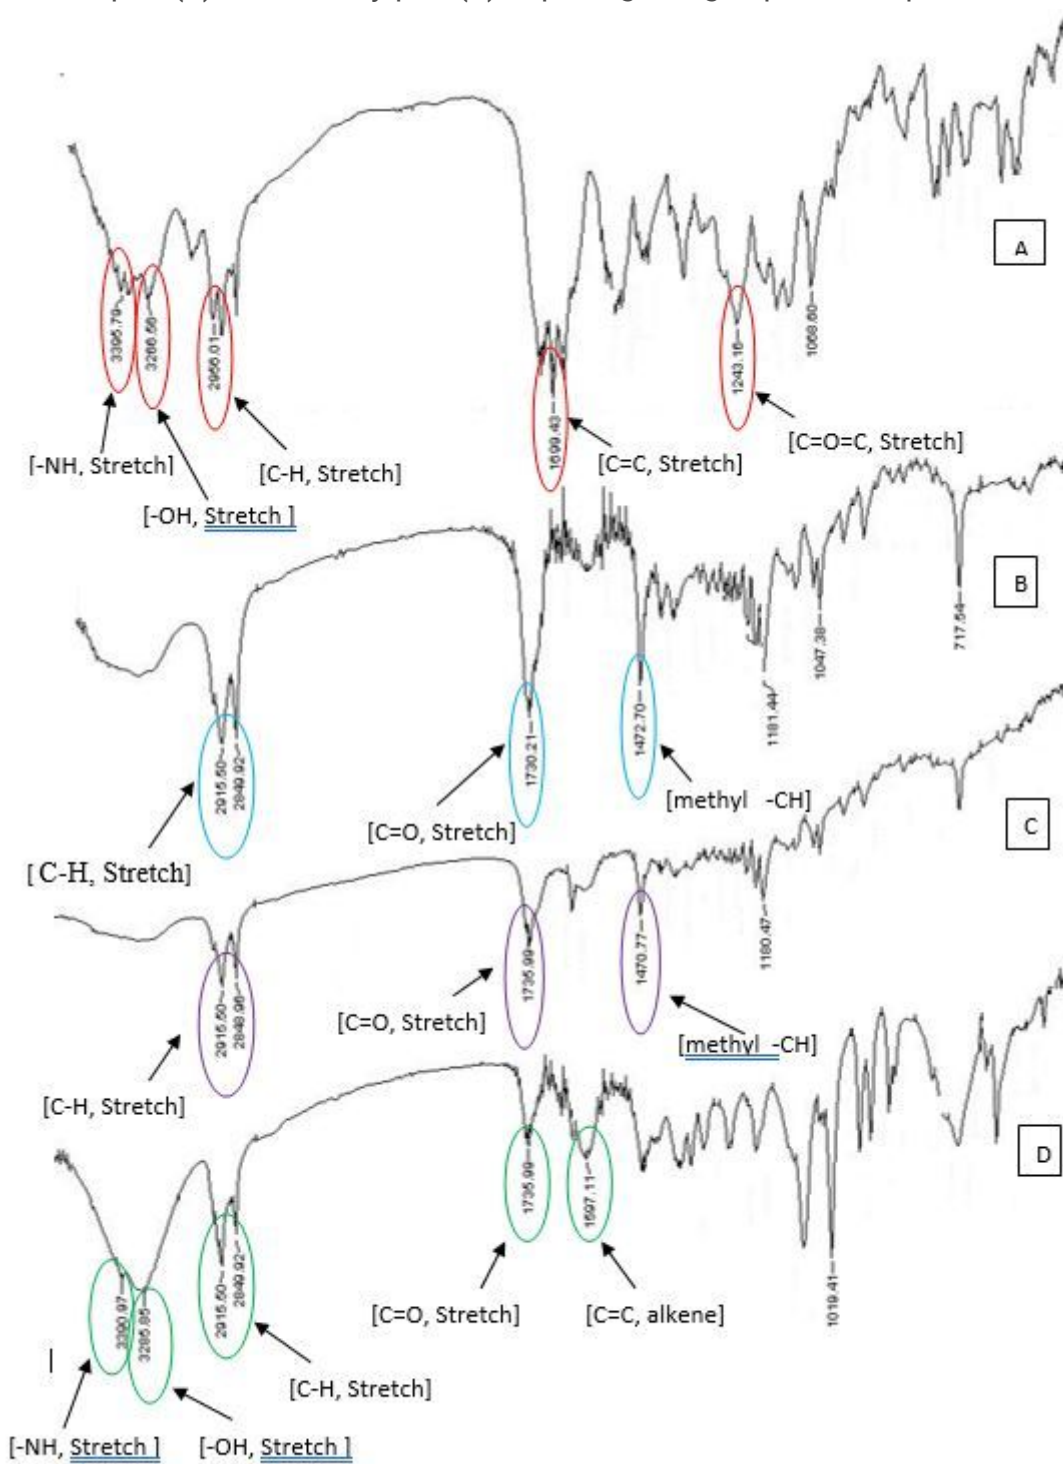 A
3395.79
3266.56
2956.01
1699.43
1243.16
1068.60
[-NH, Stretch]
[C-H, Stretch]
[C=C, Stretch]
[C=O=C, Stretch]
[-OH, Stretch ]
B
2915.50
2849.92
1730.21
1472.70
1181.44
1047.38
717.54
[methyl -CH]
[C=O, Stretch]
[ C-H, Stretch]
C
2915.50
2848.96
1735.99
1470.77
1180.47
[C=O, Stretch]
[methyl -CH]
[C-H, Stretch]
D
3390.97
3285.85
2915.50
2849.92
1735.99
1597.11
1019.41
[C=O, Stretch]
[C=C, alkene]
[C-H, Stretch]
[-NH, Stretch ]
[-OH, Stretch ]